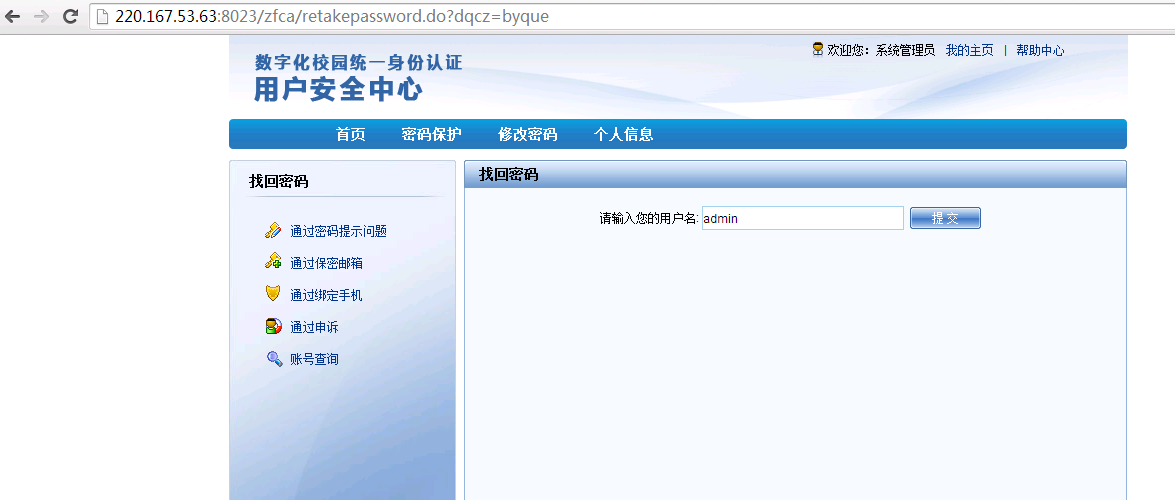 220.167.53.63:8023/zfca/retakepassword.do?dqcz=byque
数字化校园统一身份认证
用户安全中心
欢迎您：系统管理员 我的主页 | 帮助中心
首页 密码保护 修改密码 个人信息
找回密码
通过密码提示问题
通过保密邮箱
通过绑定手机
通过申诉
账号查询
找回密码
请输入您的用户名: admin 提 交